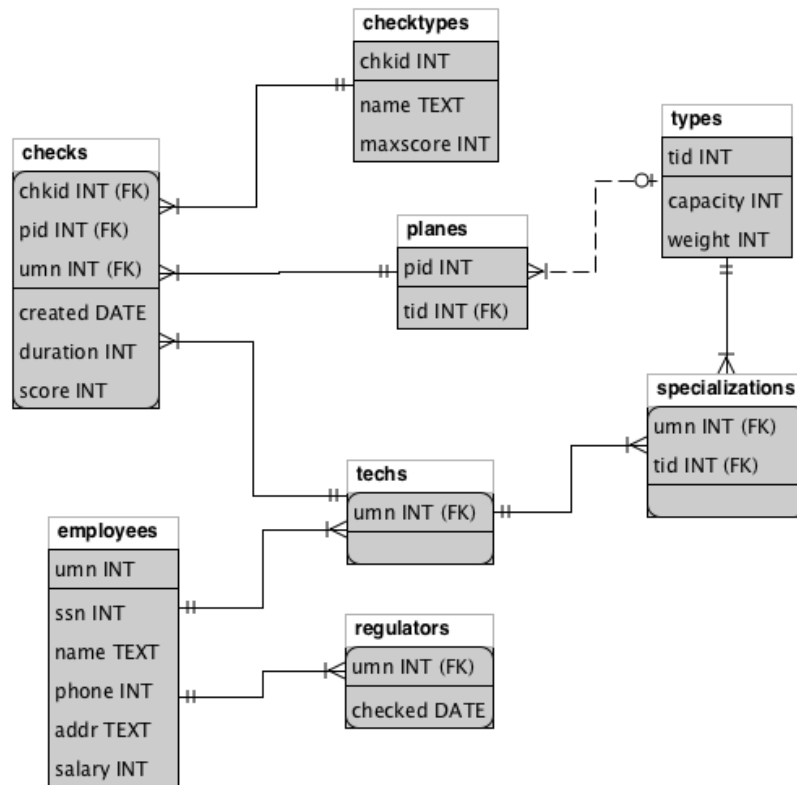 checktypes
chkid INT
name TEXT
maxscore INT
types
tid INT
capacity INT
weight INT
checks
chkid INT (FK)
pid INT (FK)
umn INT (FK)
created DATE
duration INT
score INT
planes
pid INT
tid INT (FK)
specializations
umn INT (FK)
tid INT (FK)
techs
umn INT (FK)
employees
umn INT
ssn INT
name TEXT
phone INT
addr TEXT
salary INT
regulators
umn INT (FK)
checked DATE